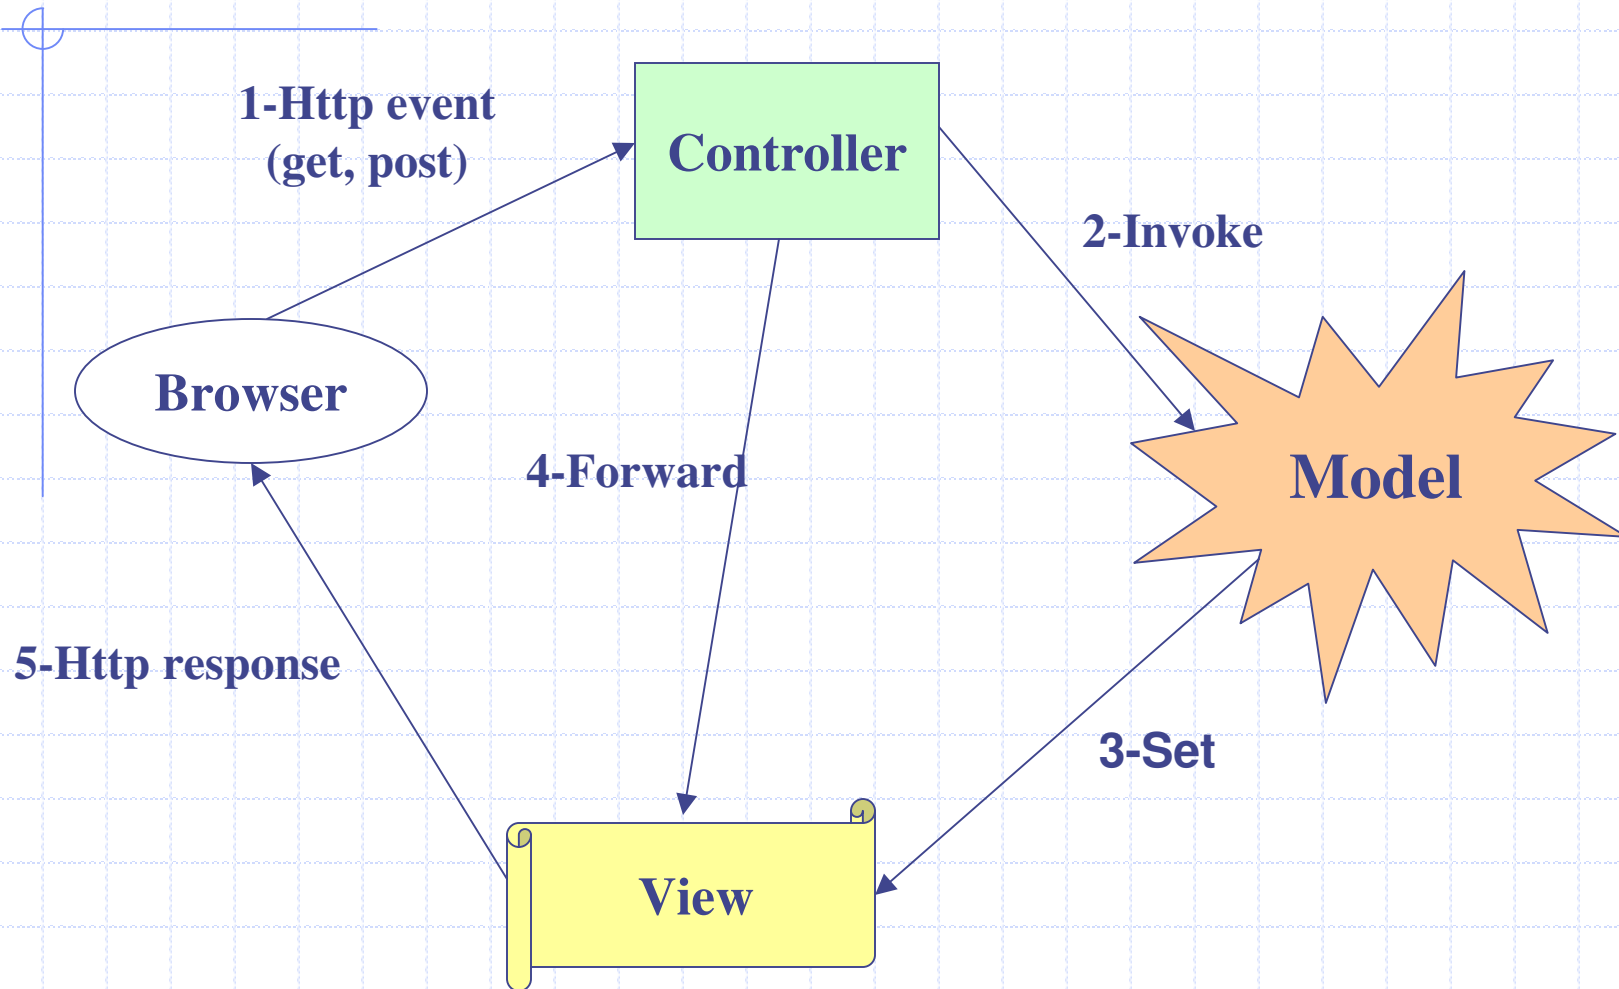 1-Http event
(get, post)
Controller
2-Invoke
Browser
4-Forward
Model
5-Http response
3-Set
View